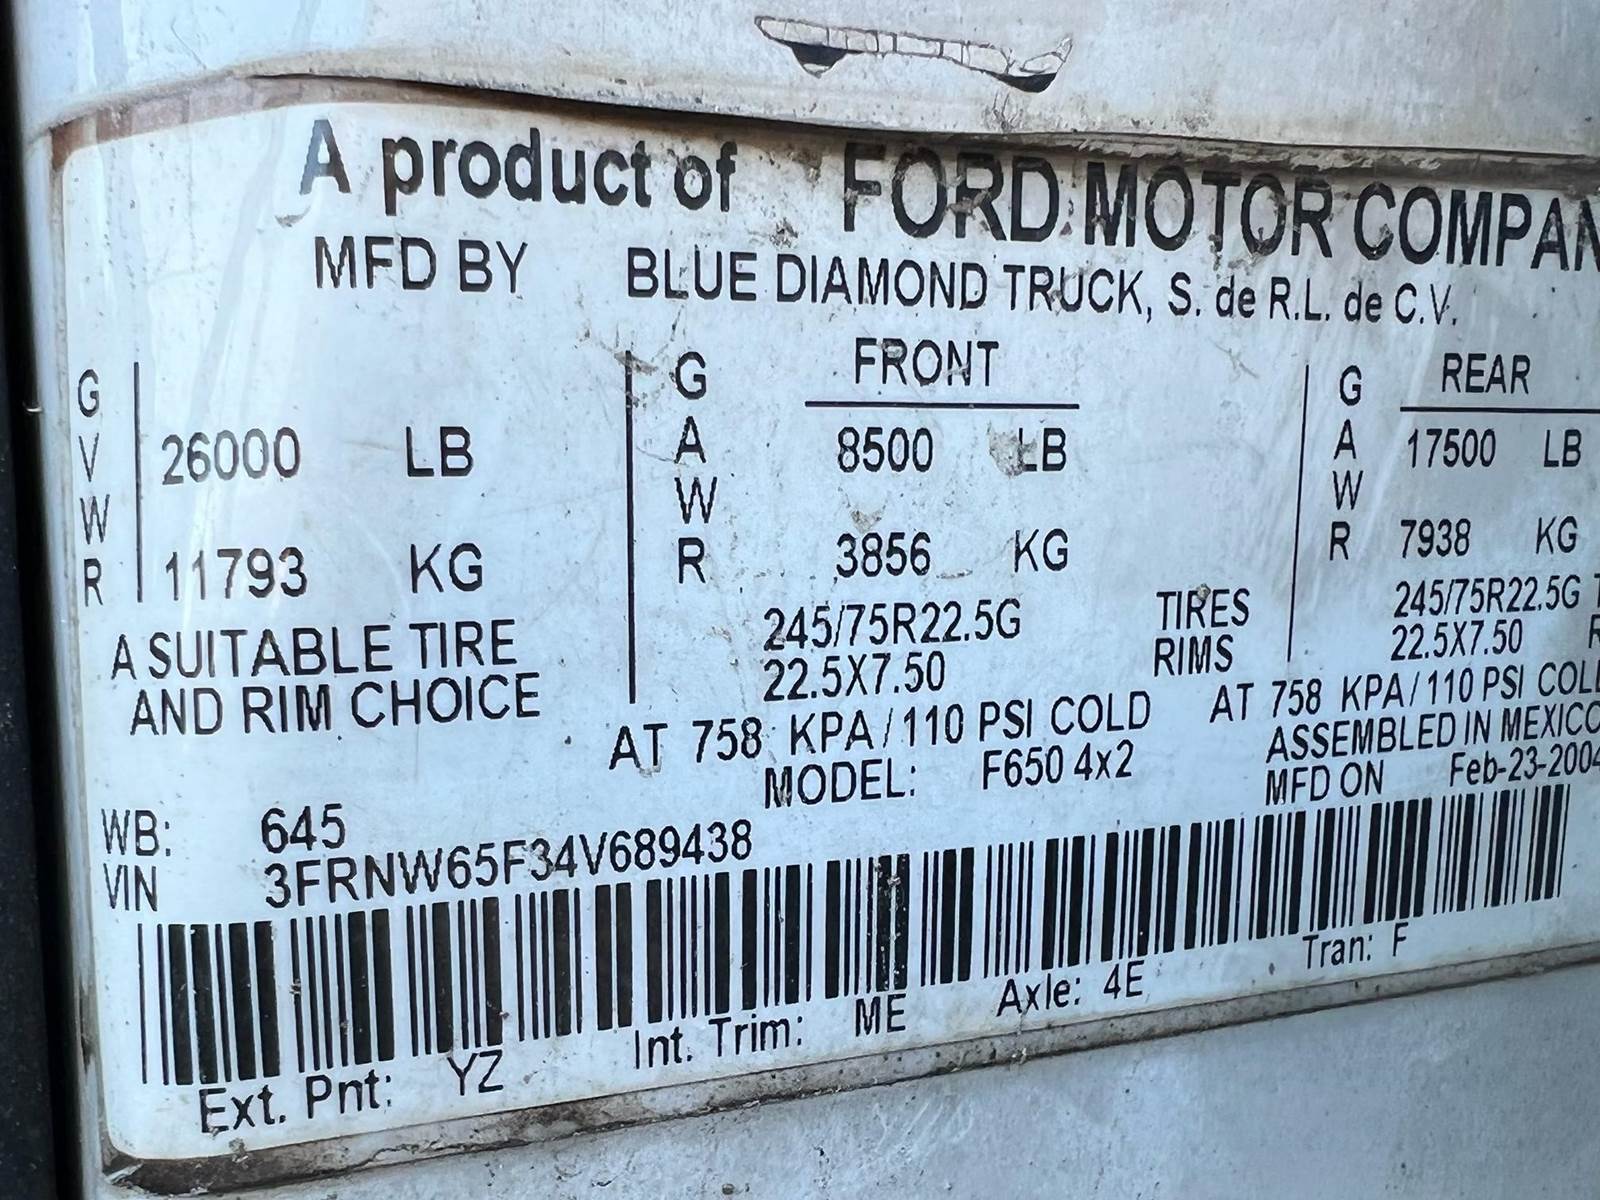 A product of FORD MOTOR COMPAN
MFD BY BLUE DIAMOND TRUCK, S. de R.L. de C.V.
GVWR 26000 LB
11793 KG
A SUITABLE TIRE
AND RIM CHOICE
GAWR FRONT
8500 LB
3856 KG
245/75R22.5G TIRES
22.5X7.50 RIMS
AT 758 KPA/110 PSI COLD
GAWR REAR
17500 LB
7938 KG
245/75R22.5G T
22.5X7.50 R
AT 758 KPA/110 PSI COL
ASSEMBLED IN MEXICO
MODEL: F650 4x2
MFD ON Feb-23-2004
WB: 645
VIN 3FRNW65F34V689438
Ext. Pnt: YZ Int. Trim: ME Axle: 4E Tran: F